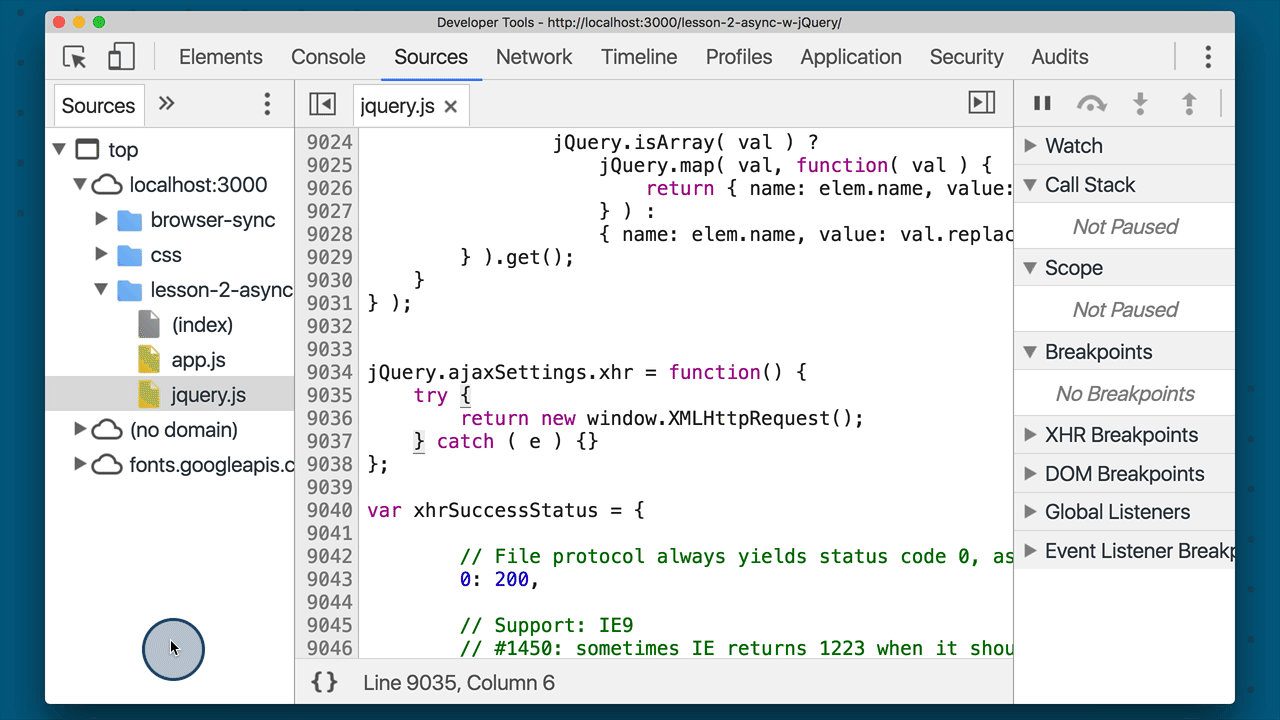 Developer Tools - http://localhost:3000/lesson-2-async-w-jQuery/
Elements Console Sources Network Timeline Profiles Application Security Audits
Sources
top
localhost:3000
browser-sync
css
lesson-2-async
(index)
app.js
jquery.js
(no domain)
fonts.googleapis.c
jquery.js
9024 jQuery.isArray( val ) ?
9025 jQuery.map( val, function( val ) {
9026 return { name: elem.name, value:
9027 } ) :
9028 { name: elem.name, value: val.replac
9029 } ).get();
9030 }
9031 } );
9032
9033
9034 jQuery.ajaxSettings.xhr = function() {
9035 try {
9036 return new window.XMLHttpRequest();
9037 } catch ( e ) {}
9038 };
9039
9040 var xhrSuccessStatus = {
9041
9042 // File protocol always yields status code 0, as
9043 0: 200,
9044
9045 // Support: IE9
9046 // #1450: sometimes IE returns 1223 when it shou
{} Line 9035, Column 6
Watch
Call Stack
Not Paused
Scope
Not Paused
Breakpoints
No Breakpoints
XHR Breakpoints
DOM Breakpoints
Global Listeners
Event Listener Breakp